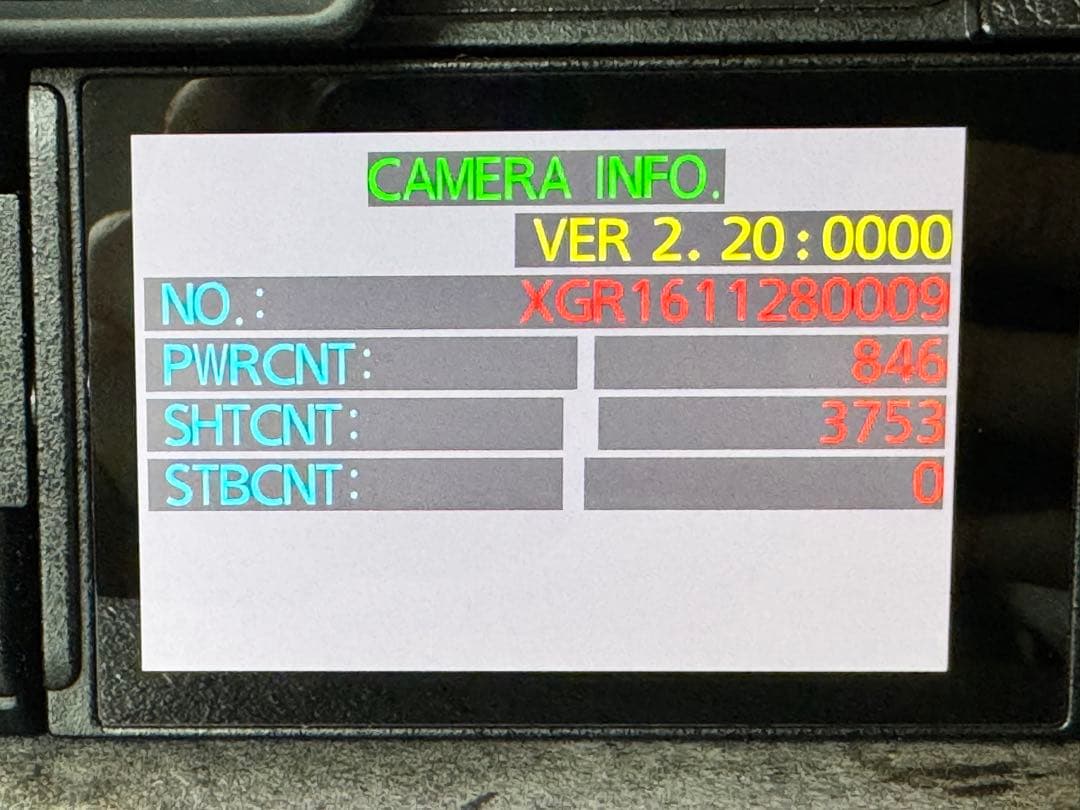 CAMERA INFO.
VER 2.20:0000
NO.: XGR1611280009
PWRCNT: 846
SHTCNT: 3753
STBCNT: 0